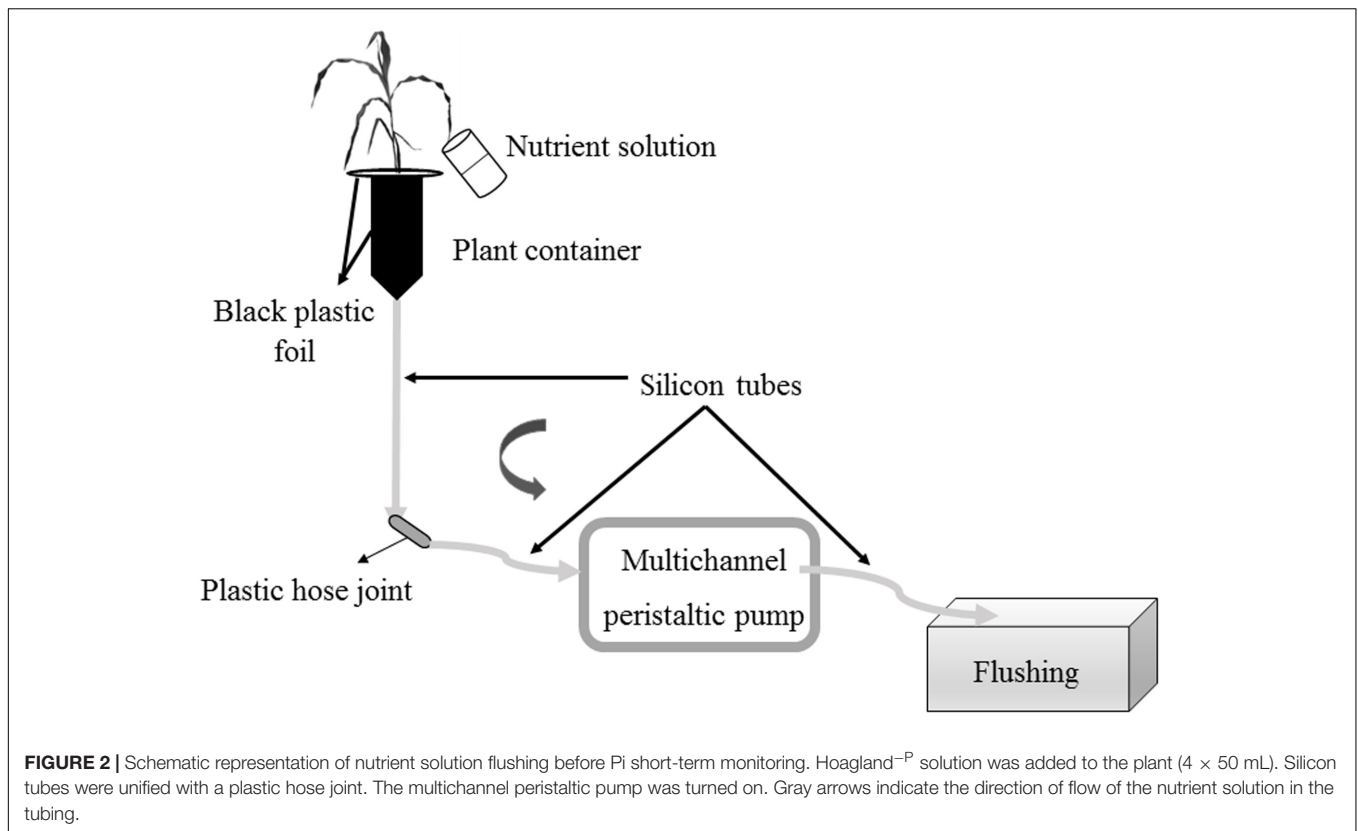 Nutrient solution
Plant container
Black plastic
foil
Silicon tubes
Plastic hose joint
Multichannel
peristaltic pump
Flushing
FIGURE 2 | Schematic representation of nutrient solution flushing before Pi short-term monitoring. Hoagland⁻ᴾ solution was added to the plant (4 × 50 mL). Silicon
tubes were unified with a plastic hose joint. The multichannel peristaltic pump was turned on. Gray arrows indicate the direction of flow of the nutrient solution in the
tubing.